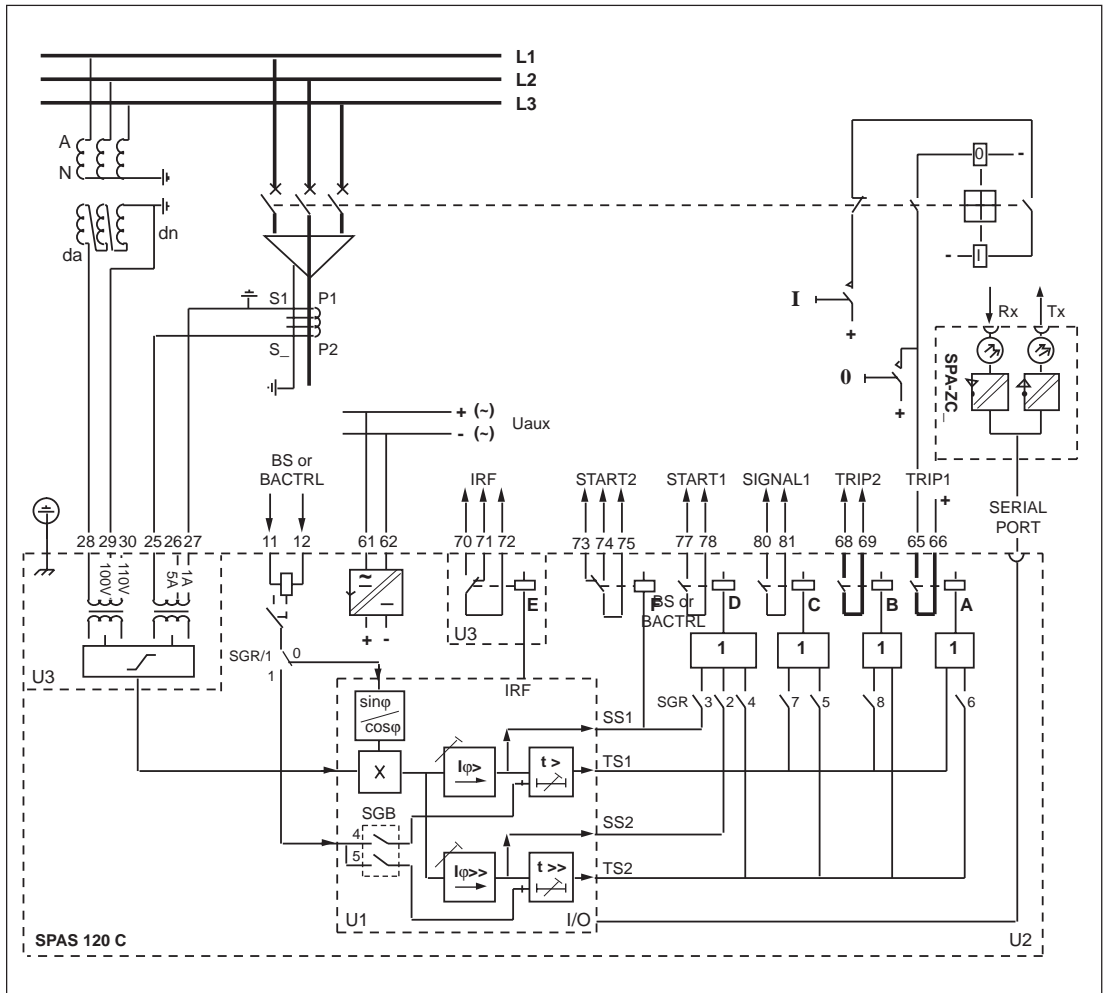 L1
L2
L3
A
N
da
dn
0
-
-
I
S1
P1
S_
P2
I
+
0
+
Rx
Tx
SPA-ZC_
+ (~)
- (~)
Uaux
BS or
BACTRL
IRF
START2
START1
SIGNAL1
TRIP2
TRIP1
+
SERIAL
PORT
28 29 30 25 26 27
11 12
61 62
70 71 72
73 74 75
77 78
80 81
68 69
65 66
100V
110V
5A
1A
~
-
+ -
E
F
BS or
BACTRL
D
C
B
A
U3
U3
SGR/1
0
1
IRF
1
1
1
1
SGR
3 2 4
7 5
8
6
sinφ
cosφ
X
Iφ>
t >
SS1
TS1
SGB
4
5
Iφ>>
t >>
SS2
TS2
U1
I/O
SPAS 120 C
U2